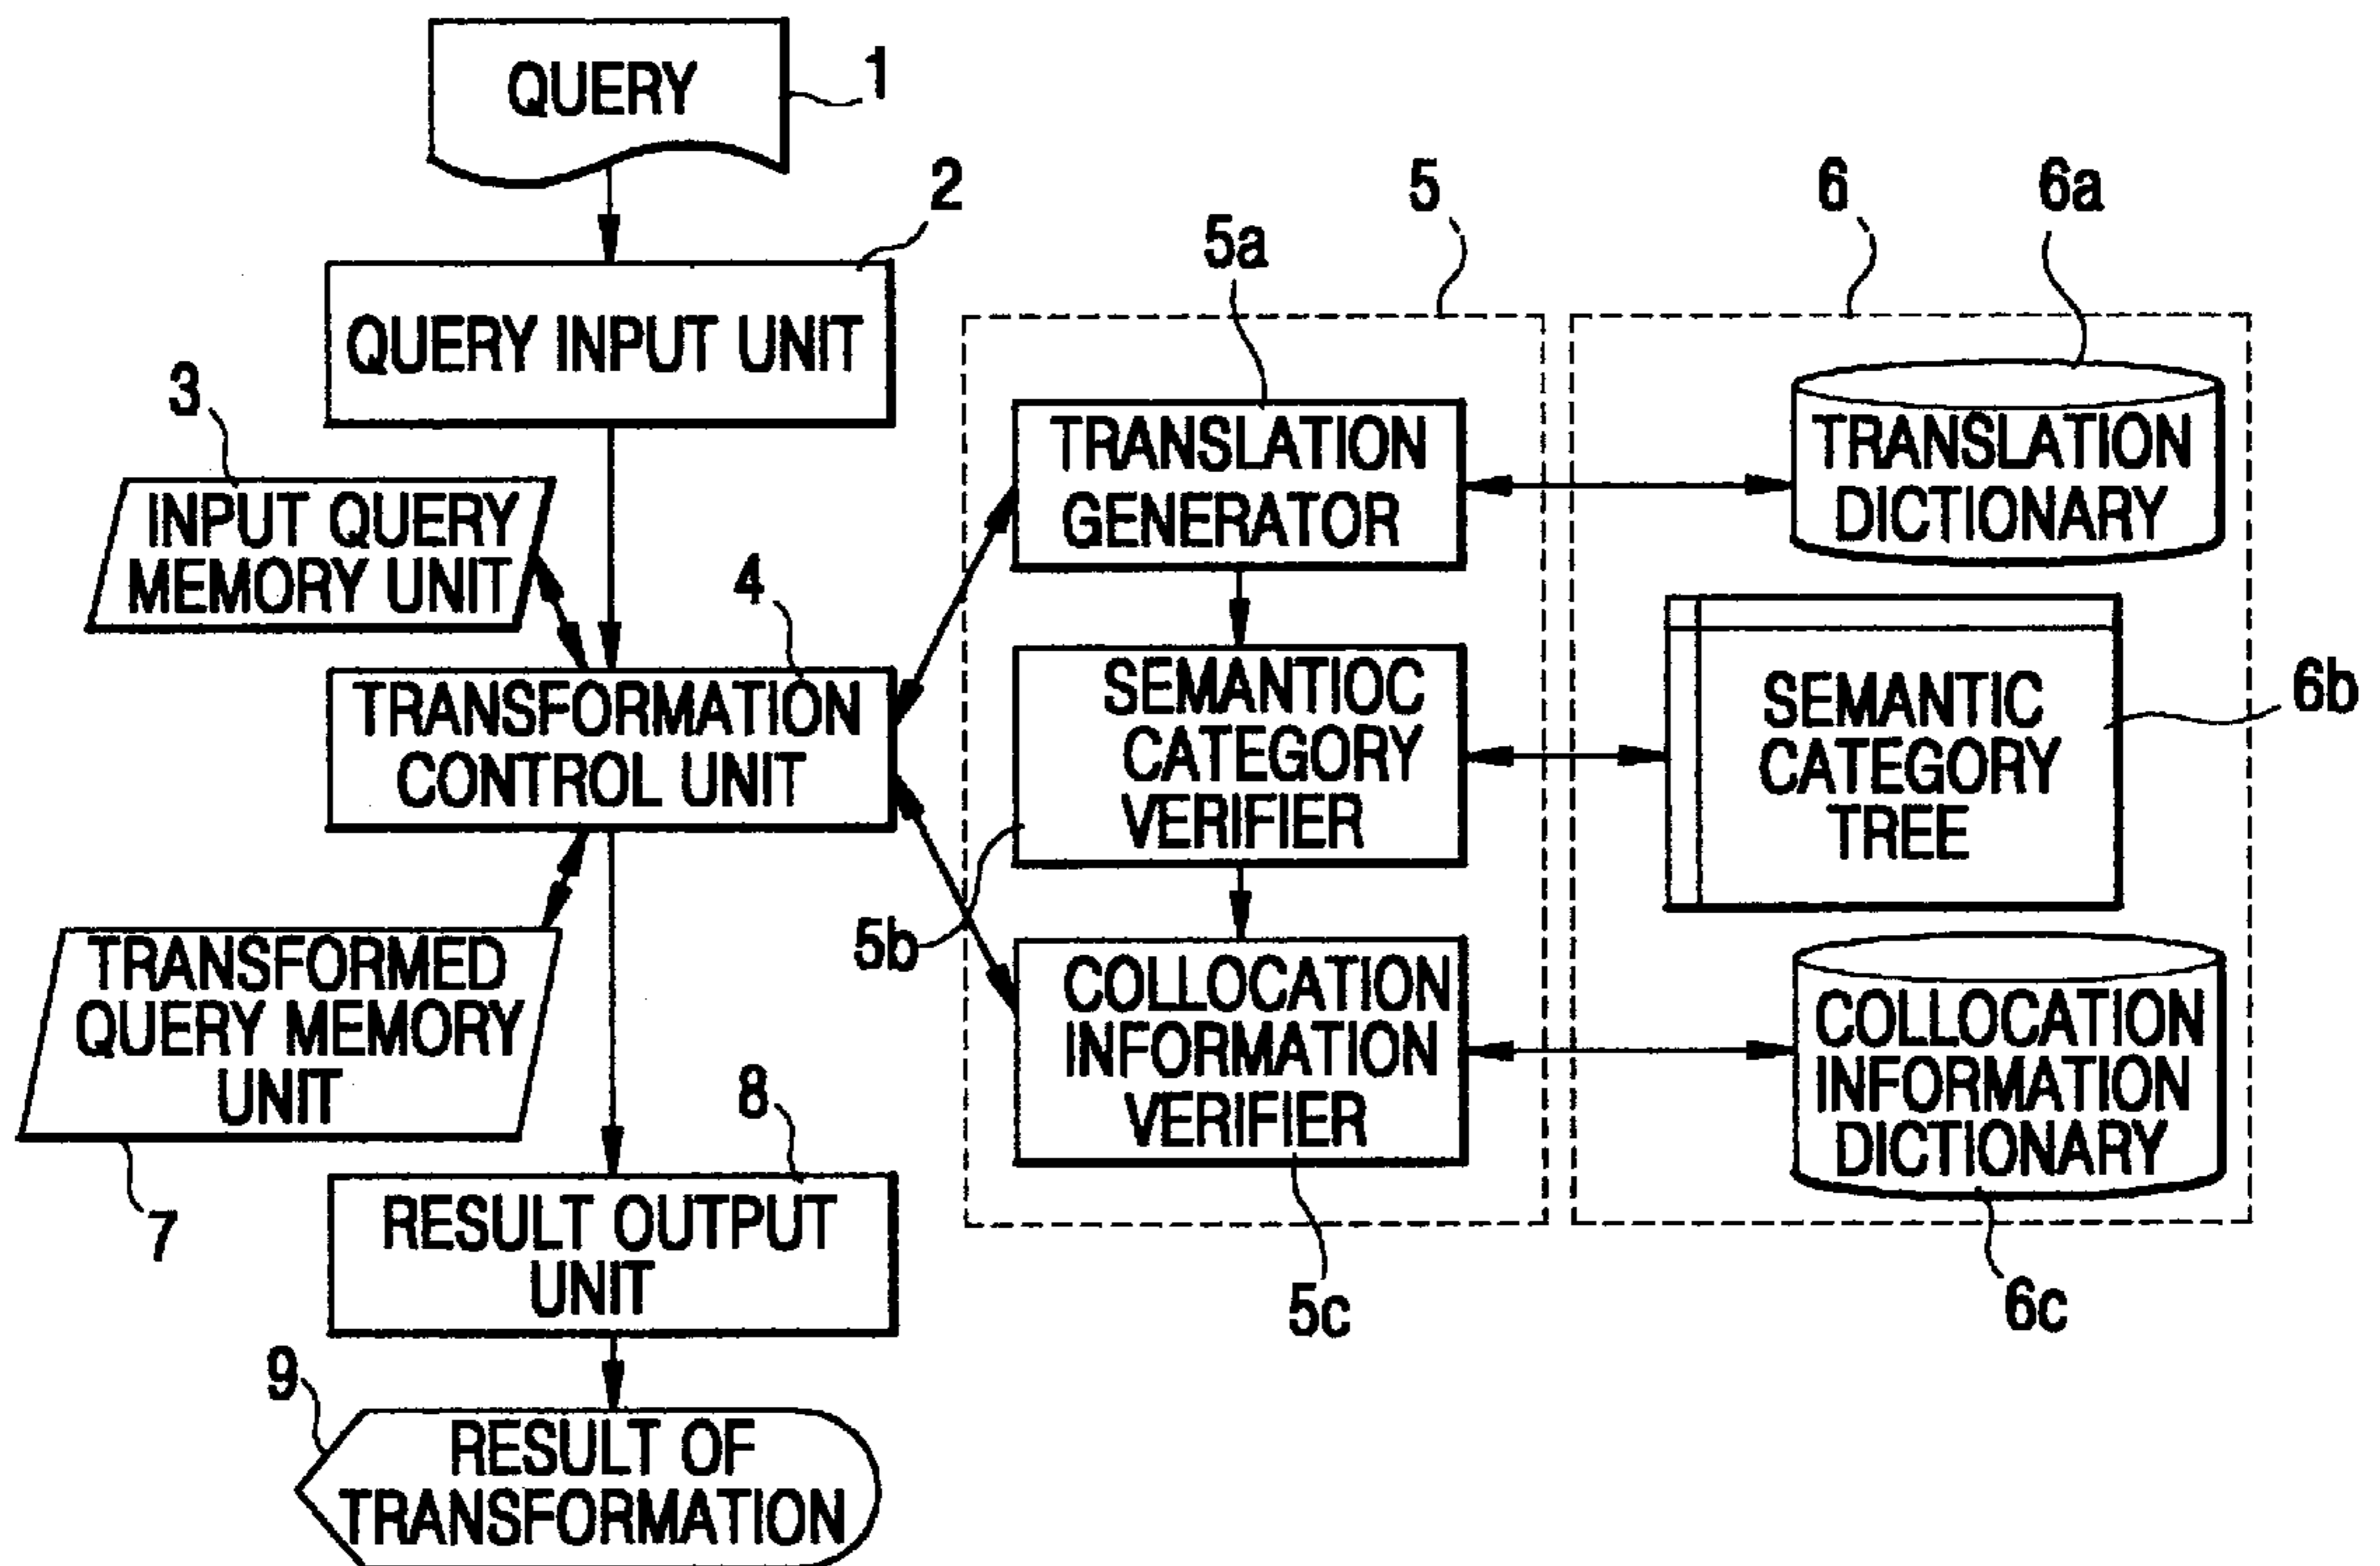 QUERY
1
2
QUERY INPUT UNIT
3
INPUT QUERY
MEMORY UNIT
4
TRANSFORMATION
CONTROL UNIT
TRANSFORMED
QUERY MEMORY
UNIT
7
8
RESULT OUTPUT
UNIT
9
RESULT OF
TRANSFORMATION
5
5a
TRANSLATION
GENERATOR
SEMANTIOC
CATEGORY
VERIFIER
5b
COLLOCATION
INFORMATION
VERIFIER
5c
6
6a
TRANSLATION
DICTIONARY
SEMANTIC
CATEGORY
TREE
6b
COLLOCATION
INFORMATION
DICTIONARY
6c